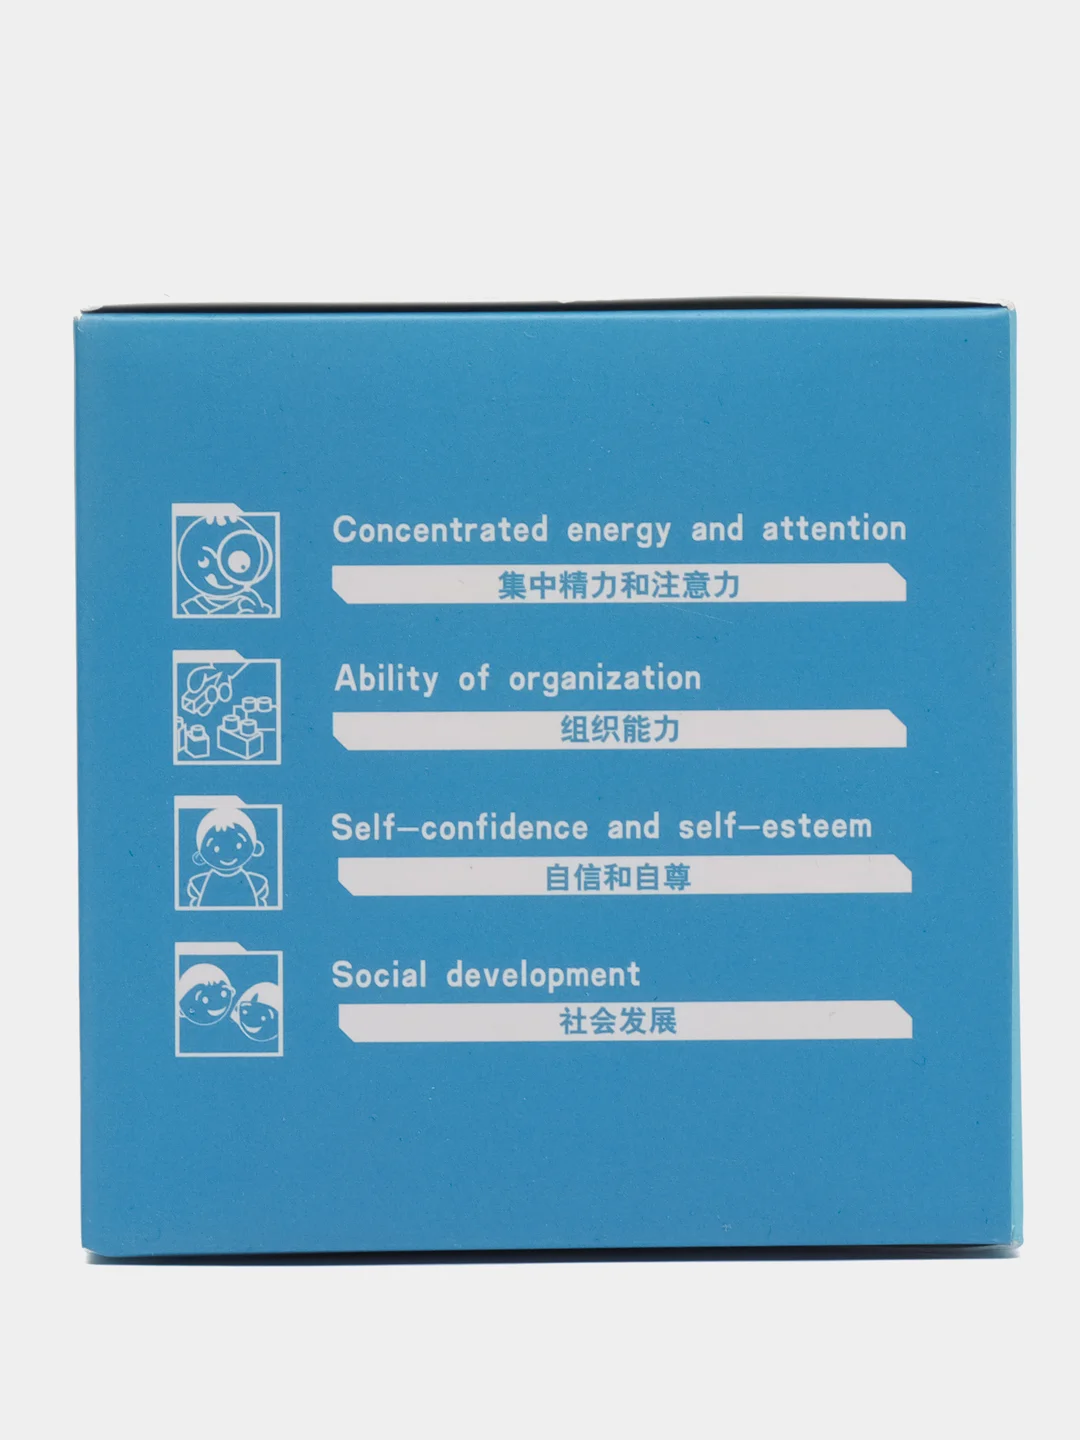 Concentrated energy and attention
集中精力和注意力
Ability of organization
组织能力
Self-confidence and self-esteem
自信和自尊
Social development
社会发展